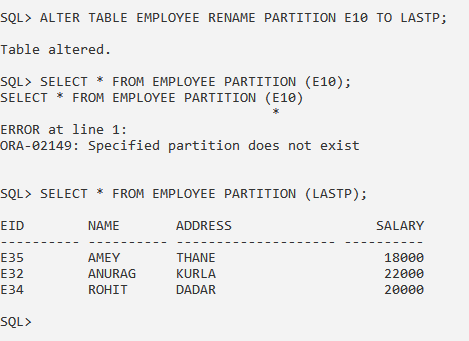 SQL> ALTER TABLE EMPLOYEE RENAME PARTITION E10 TO LASTP;
Table altered.
SQL> SELECT * FROM EMPLOYEE PARTITION (E10);
SELECT * FROM EMPLOYEE PARTITION (E10)
                                  *
ERROR at line 1:
ORA-02149: Specified partition does not exist
SQL> SELECT * FROM EMPLOYEE PARTITION (LASTP);
EID        NAME       ADDRESS                  SALARY
---------- ---------- -------------------- ----------
E35        AMEY       THANE                     18000
E32        ANURAG     KURLA                     22000
E34        ROHIT      DADAR                     20000
SQL>